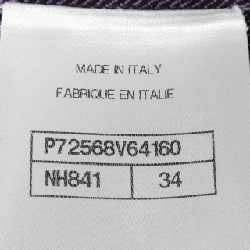 MADE IN ITALY
FABRIQUE EN ITALIE
P72568V64160
NH841 34